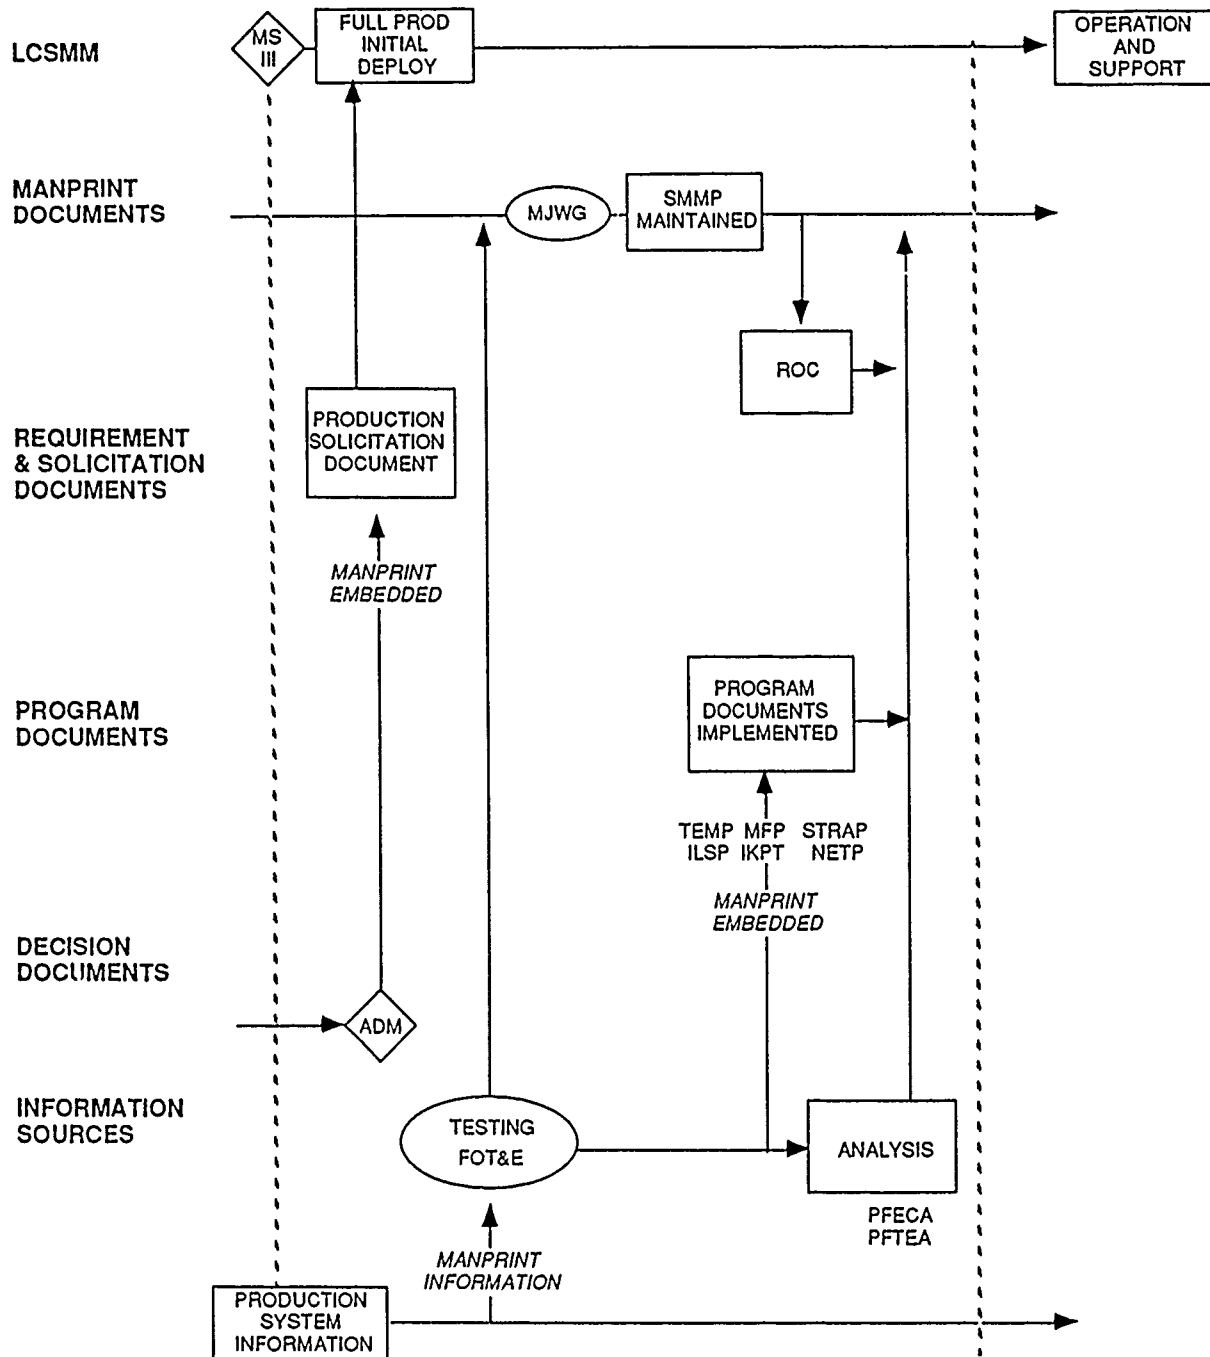 LCSMM
MS
III
FULL PROD
INITIAL
DEPLOY
OPERATION
AND
SUPPORT
MANPRINT
DOCUMENTS
MJWG
SMMP
MAINTAINED
ROC
REQUIREMENT
& SOLICITATION
DOCUMENTS
PRODUCTION
SOLICITATION
DOCUMENT
MANPRINT
EMBEDDED
PROGRAM
DOCUMENTS
PROGRAM
DOCUMENTS
IMPLEMENTED
TEMP MFP STRAP
ILSP IKPT NETP
MANPRINT
EMBEDDED
DECISION
DOCUMENTS
ADM
INFORMATION
SOURCES
TESTING
FOT&E
ANALYSIS
PFECA
PFTEA
MANPRINT
INFORMATION
PRODUCTION
SYSTEM
INFORMATION